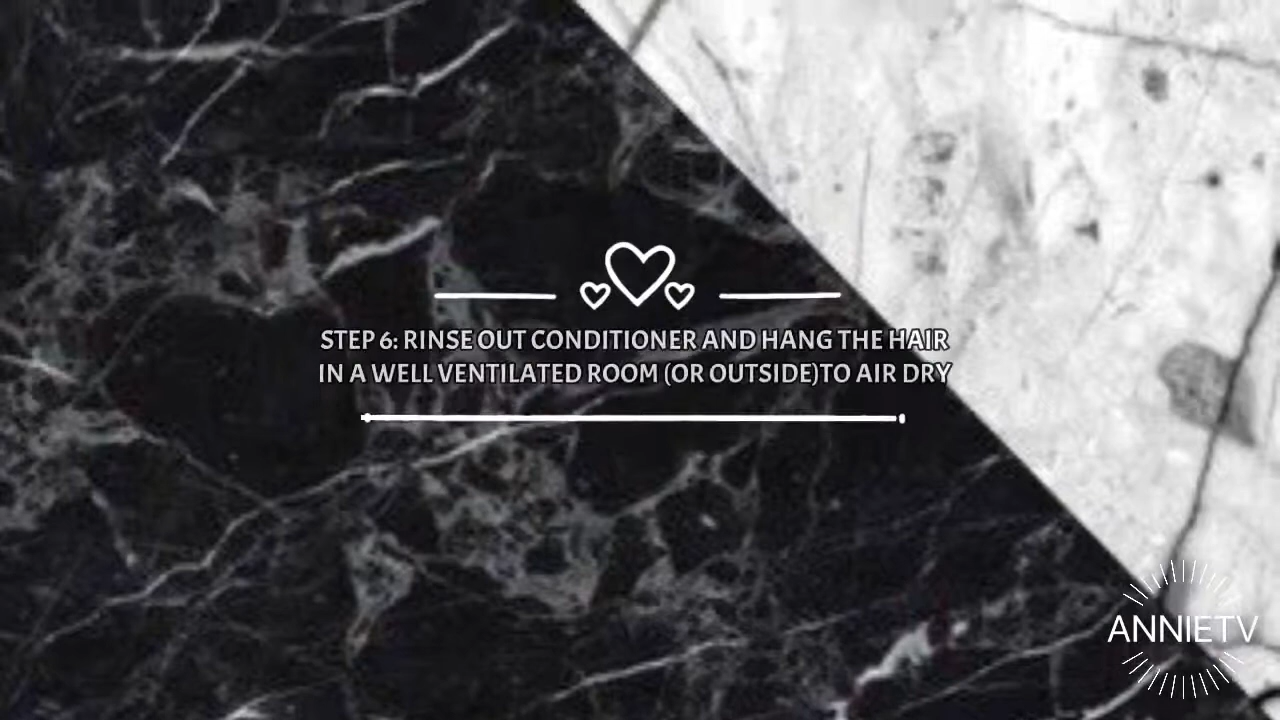 STEP 6: RINSE OUT CONDITIONER AND HANG THE HAIR
IN A WELL VENTILATED ROOM (OR OUTSIDE)TO AIR DRY
ANNIETV